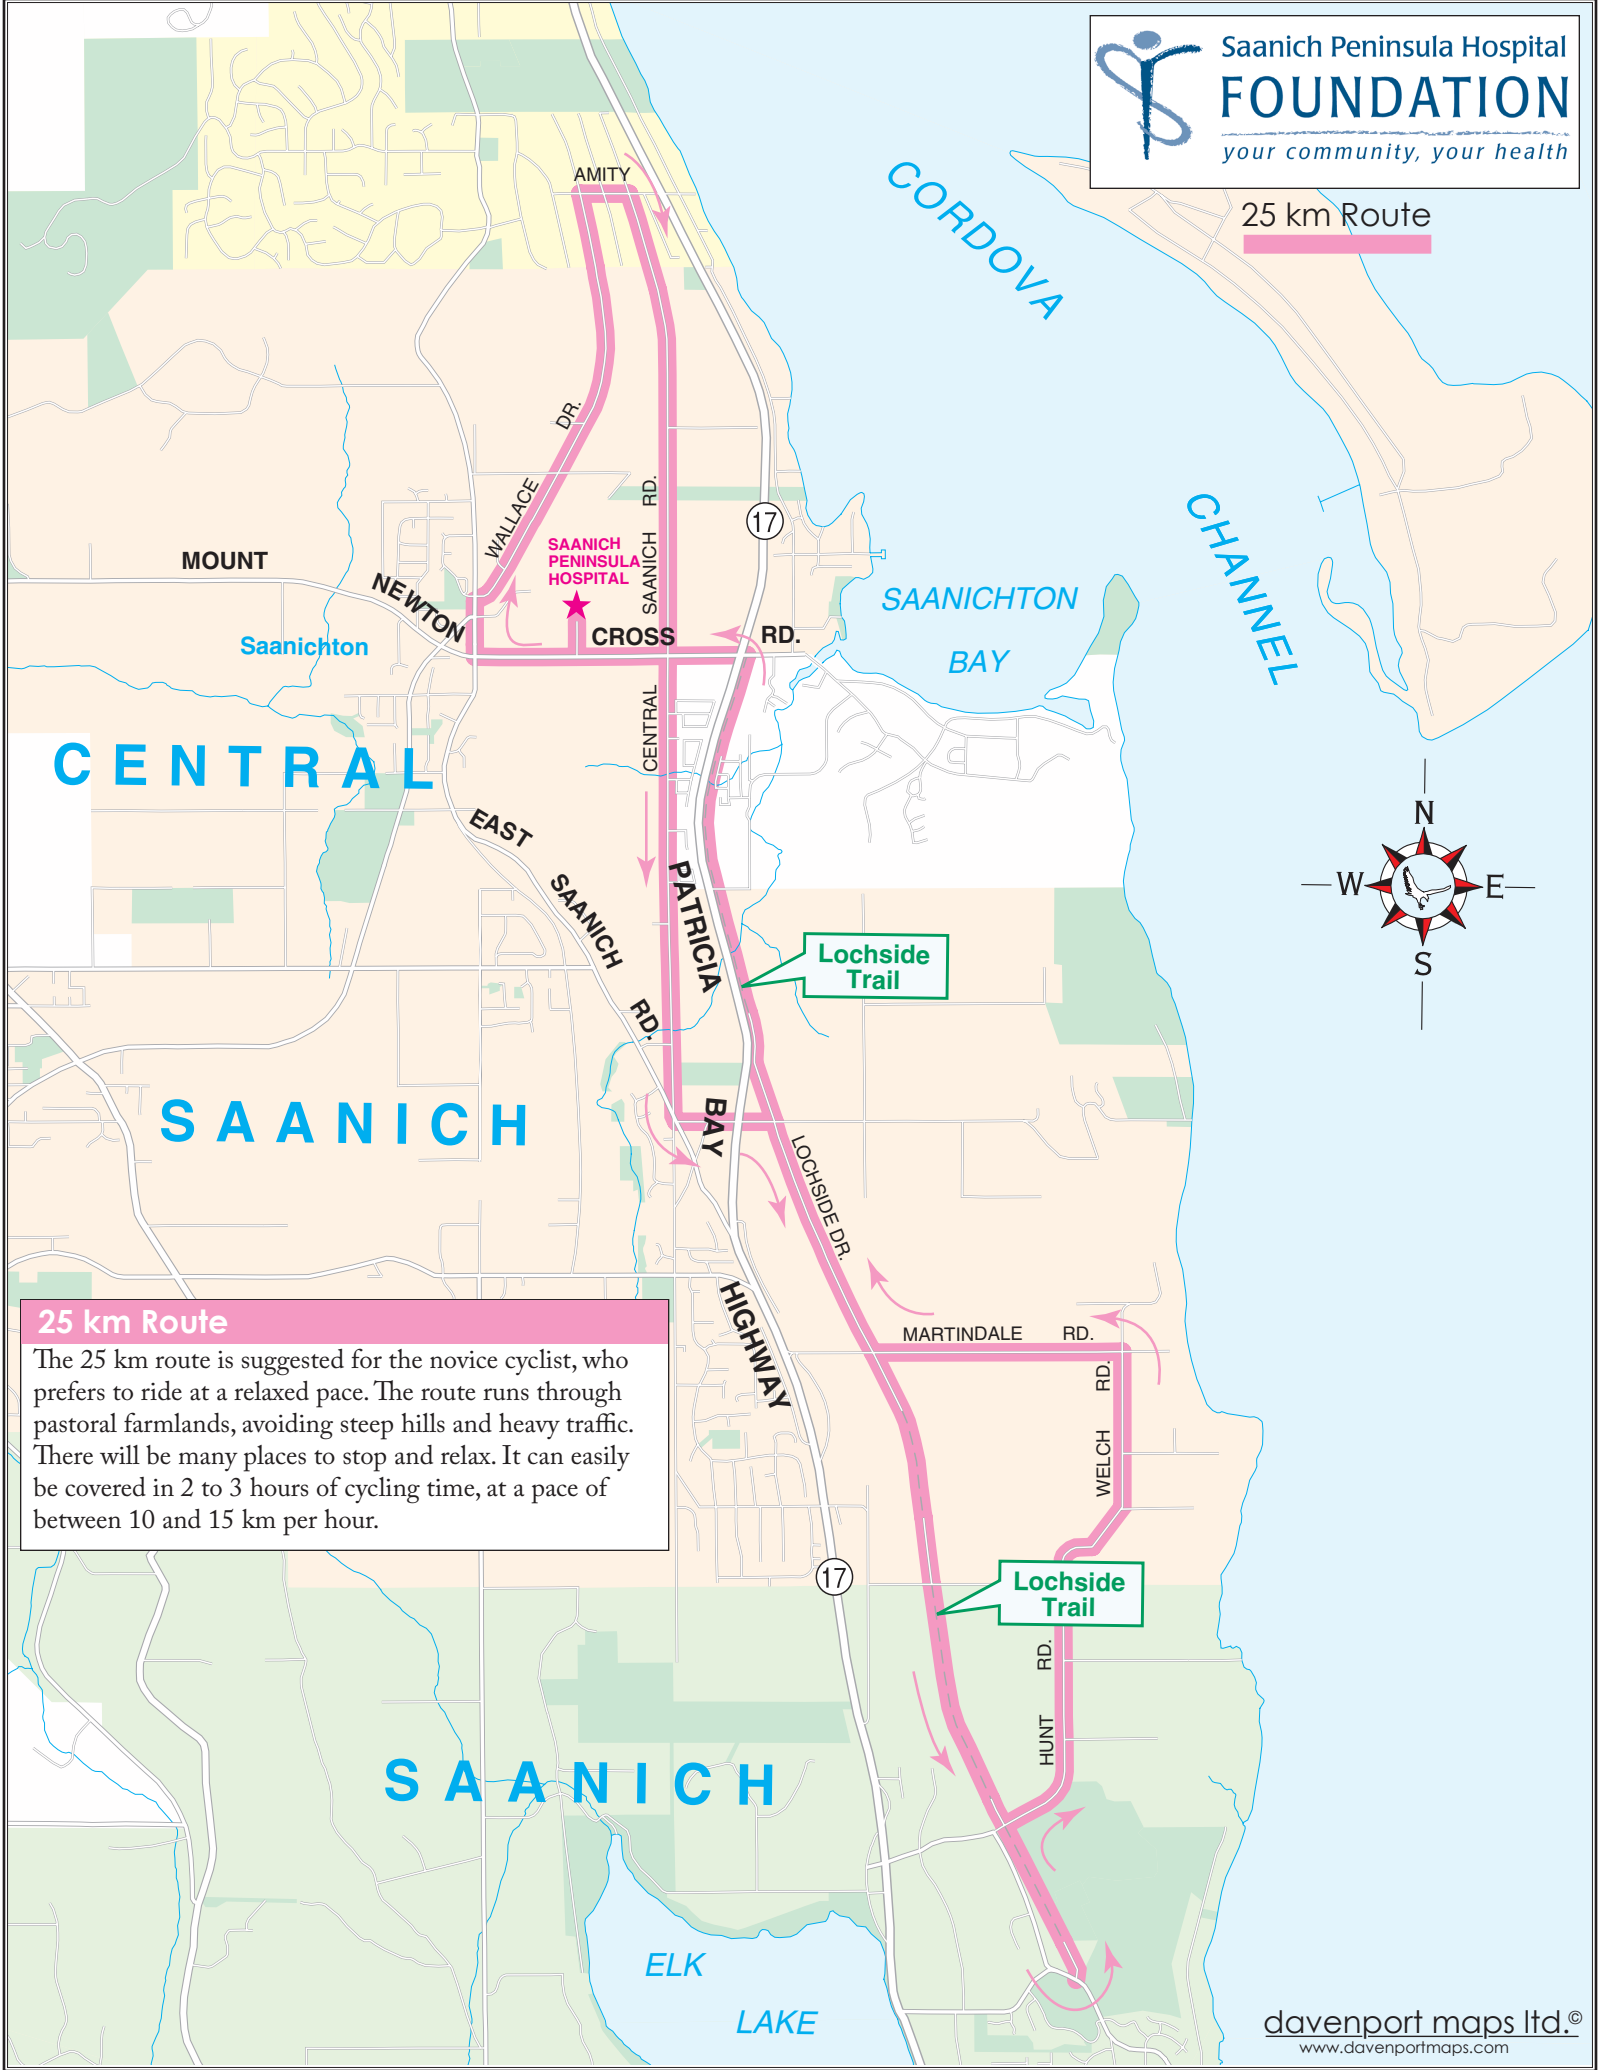 Saanich Peninsula Hospital
FOUNDATION
your community, your health
25 km Route
AMITY
CORDOVA
CHANNEL
WALLACE DR.
SAANICH RD.
17
SAANICH
PENINSULA
HOSPITAL
MOUNT
NEWTON
CROSS
RD.
Saanichton
SAANICHTON
BAY
CENTRAL
CENTRAL
N
W
E
S
EAST
SAANICH
RD.
PATRICIA
BAY
HIGHWAY
Lochside
Trail
SAANICH
LOCHSIDE DR.
MARTINDALE RD.
WELCH RD.
25 km Route
The 25 km route is suggested for the novice cyclist, who
prefers to ride at a relaxed pace. The route runs through
pastoral farmlands, avoiding steep hills and heavy traffic.
There will be many places to stop and relax. It can easily
be covered in 2 to 3 hours of cycling time, at a pace of
between 10 and 15 km per hour.
17
Lochside
Trail
HUNT RD.
SAANICH
ELK
LAKE
davenport maps ltd.©
www.davenportmaps.com